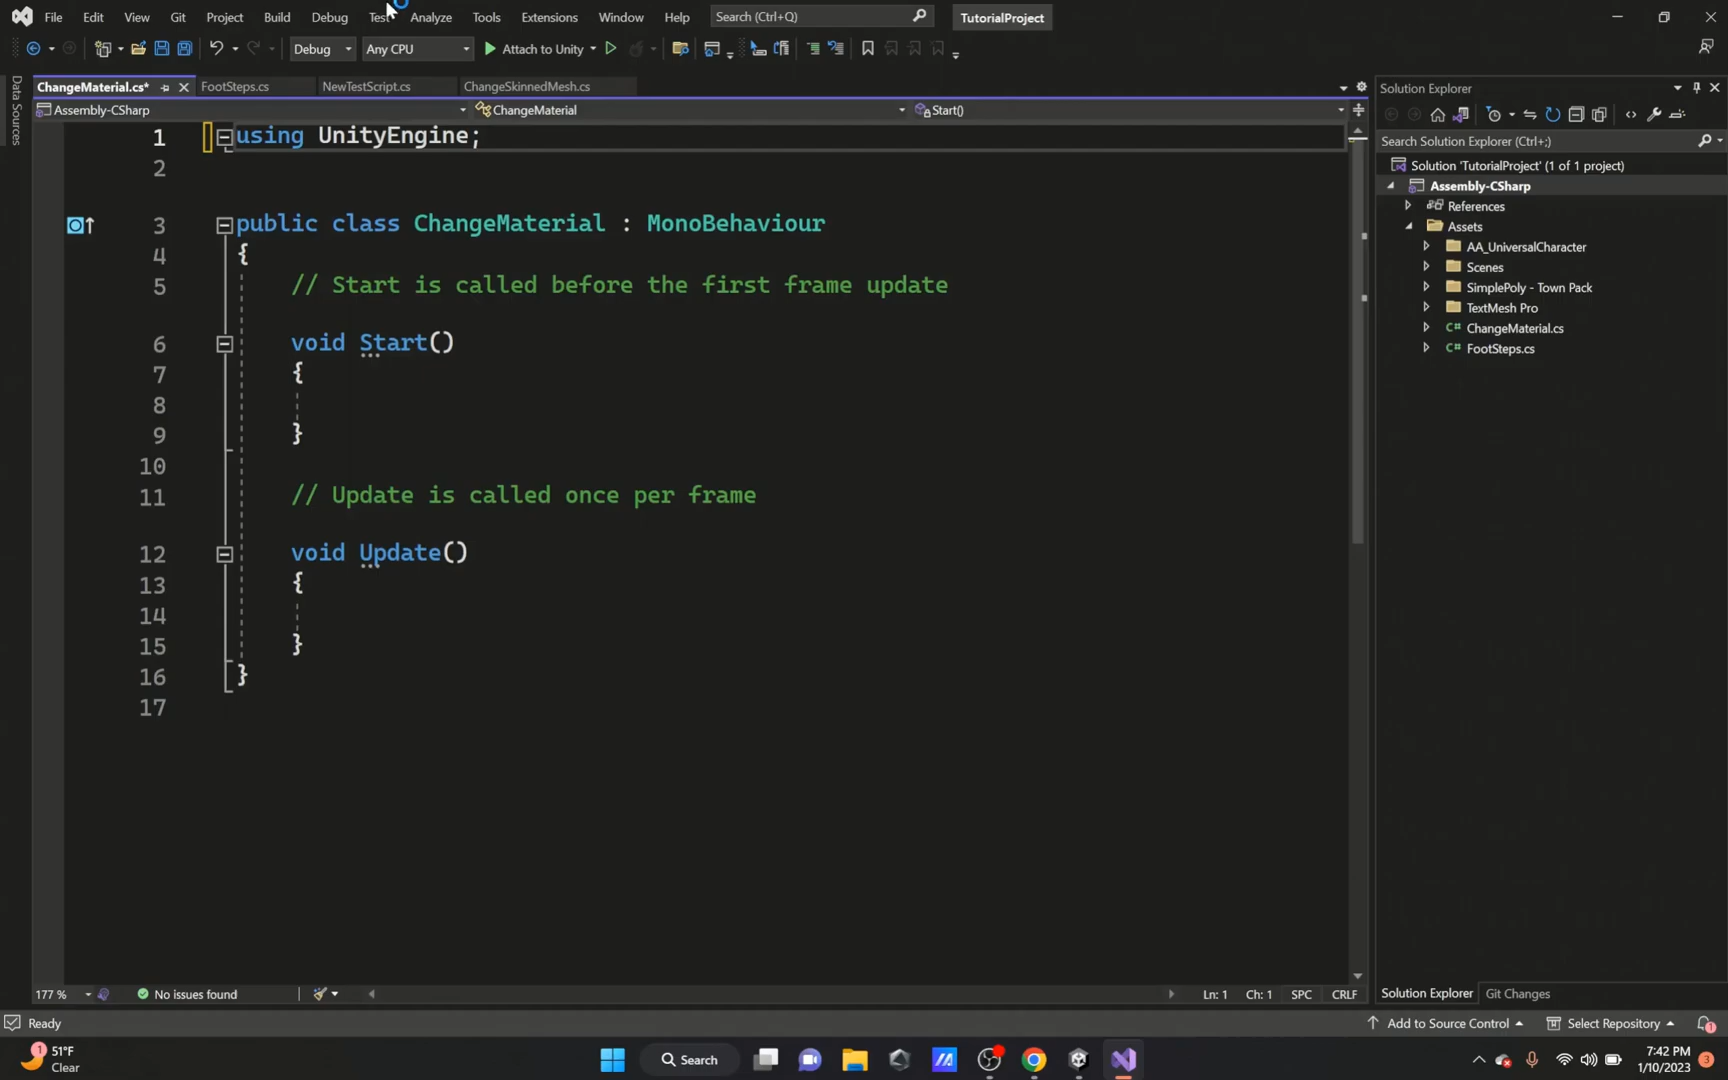 File Edit View Git Project Build Debug Test Analyze Tools Extensions Window Help Search (Ctrl+Q) TutorialProject
Debug Any CPU Attach to Unity
ChangeMaterial.cs* FootSteps.cs NewTestScript.cs ChangeSkinnedMesh.cs
Assembly-CSharp ChangeMaterial Start()
1 using UnityEngine;
2
3 public class ChangeMaterial : MonoBehaviour
4 {
5 // Start is called before the first frame update
6 void Start()
7 {
8
9 }
10
11 // Update is called once per frame
12 void Update()
13 {
14
15 }
16 }
17
177 % No issues found Ln: 1 Ch: 1 SPC CRLF
Data Sources
Solution Explorer
Search Solution Explorer (Ctrl+;)
Solution 'TutorialProject' (1 of 1 project)
Assembly-CSharp
References
Assets
AA_UniversalCharacter
Scenes
SimplePoly - Town Pack
TextMesh Pro
C# ChangeMaterial.cs
C# FootSteps.cs
Solution Explorer Git Changes
Ready Add to Source Control Select Repository 1
1 51°F
Clear
Search
7:42 PM
1/10/2023
3